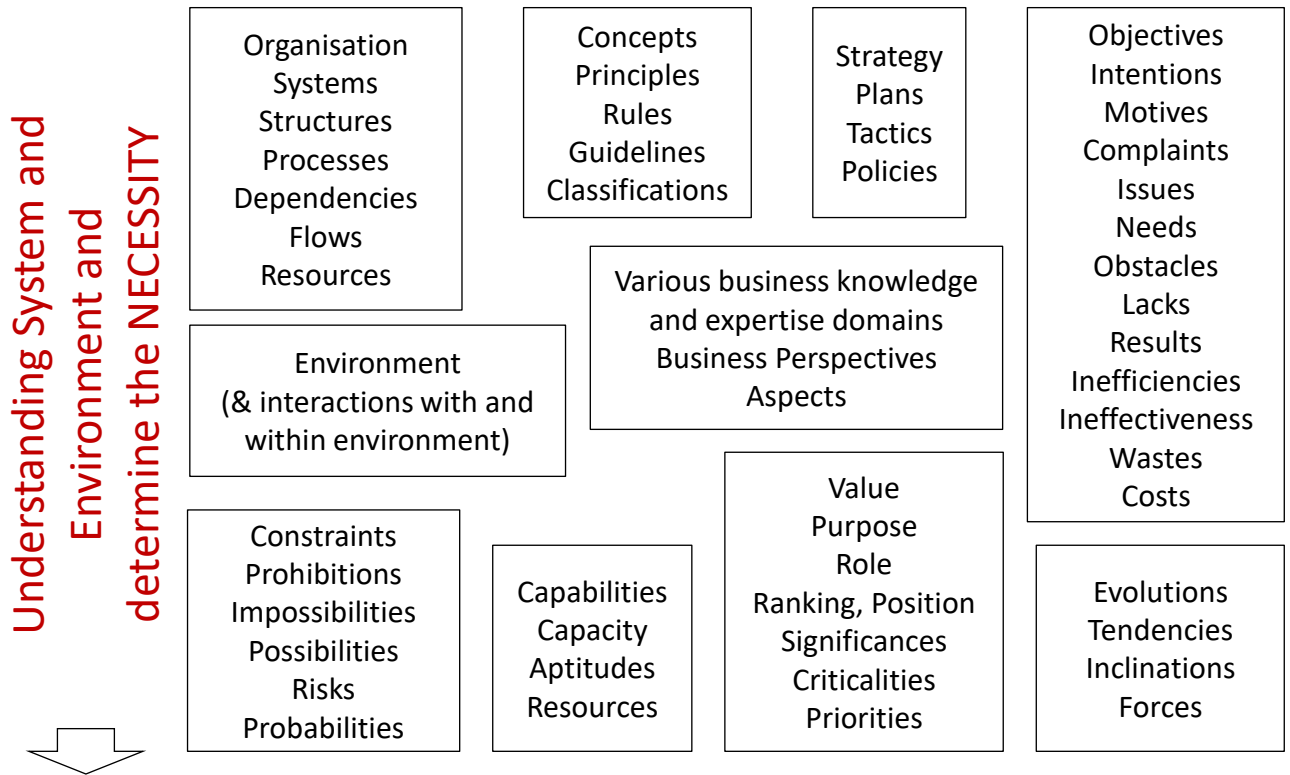 Understanding System and
Environment and
determine the NECESSITY
Organisation
Systems
Structures
Processes
Dependencies
Flows
Resources
Concepts
Principles
Rules
Guidelines
Classifications
Strategy
Plans
Tactics
Policies
Objectives
Intentions
Motives
Complaints
Issues
Needs
Obstacles
Lacks
Results
Inefficiencies
Ineffectiveness
Wastes
Costs
Various business knowledge
and expertise domains
Business Perspectives
Aspects
Environment
(& interactions with and
within environment)
Constraints
Prohibitions
Impossibilities
Possibilities
Risks
Probabilities
Capabilities
Capacity
Aptitudes
Resources
Value
Purpose
Role
Ranking, Position
Significances
Criticalities
Priorities
Evolutions
Tendencies
Inclinations
Forces